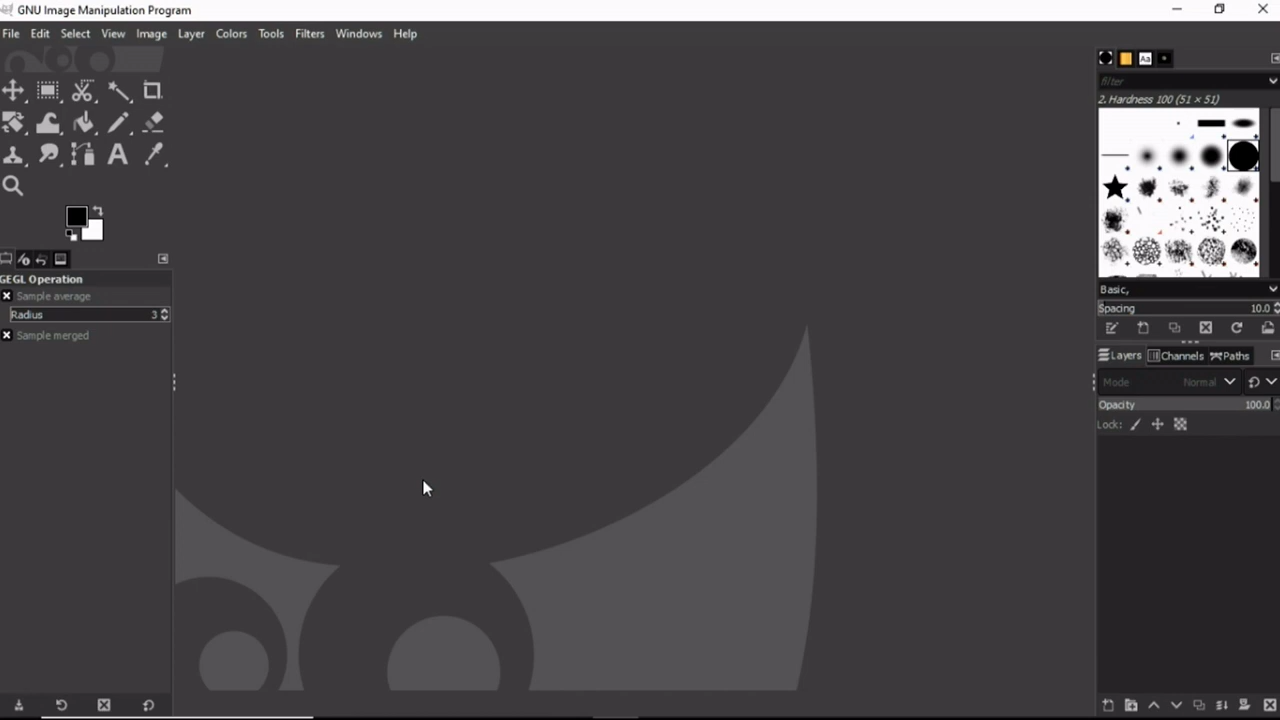 GNU Image Manipulation Program
File Edit Select View Image Layer Colors Tools Filters Windows Help
Aa
filter
2. Hardness 100 (51 × 51)
A
GEGL Operation
Sample average
Radius 3
Sample merged
Basic,
Spacing 10.0
Layers Channels Paths
Mode Normal
Opacity 100.0
Lock: